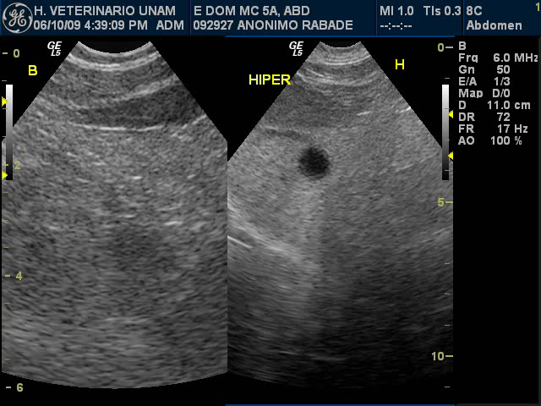 H. VETERINARIO UNAM
06/10/09 4:39:09 PM ADM
E DOM MC 5A, ABD
092927 ANONIMO RABADE
MI 1.0 TIs 0.3
--:--:--
8C
Abdomen
1
GE
L5
B
0
2
4
6
GE
L5
HIPER
H
0
5
10
B
Frq 6.0 MHz
Gn 50
E/A 1/3
Map D/0
D 11.0 cm
DR 72
FR 17 Hz
AO 100 %